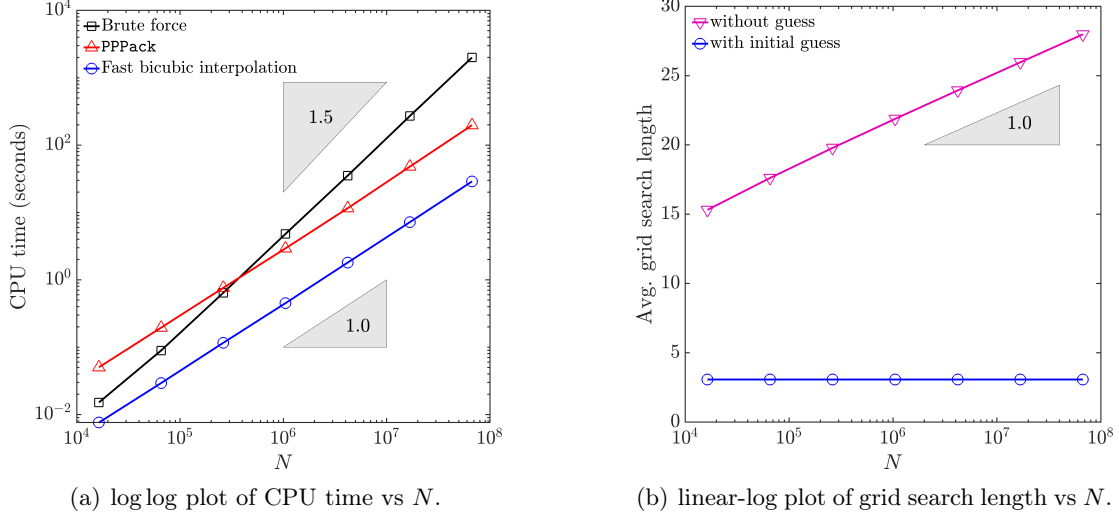 Brute force
PPPack
Fast bicubic interpolation
10^4
10^2
10^0
10^{-2}
CPU time (seconds)
1.5
1.0
10^4 10^5 10^6 10^7 10^8
N
(a) log log plot of CPU time vs N.
without guess
with initial guess
30
25
20
15
10
5
0
Avg. grid search length
1.0
10^4 10^5 10^6 10^7 10^8
N
(b) linear-log plot of grid search length vs N.